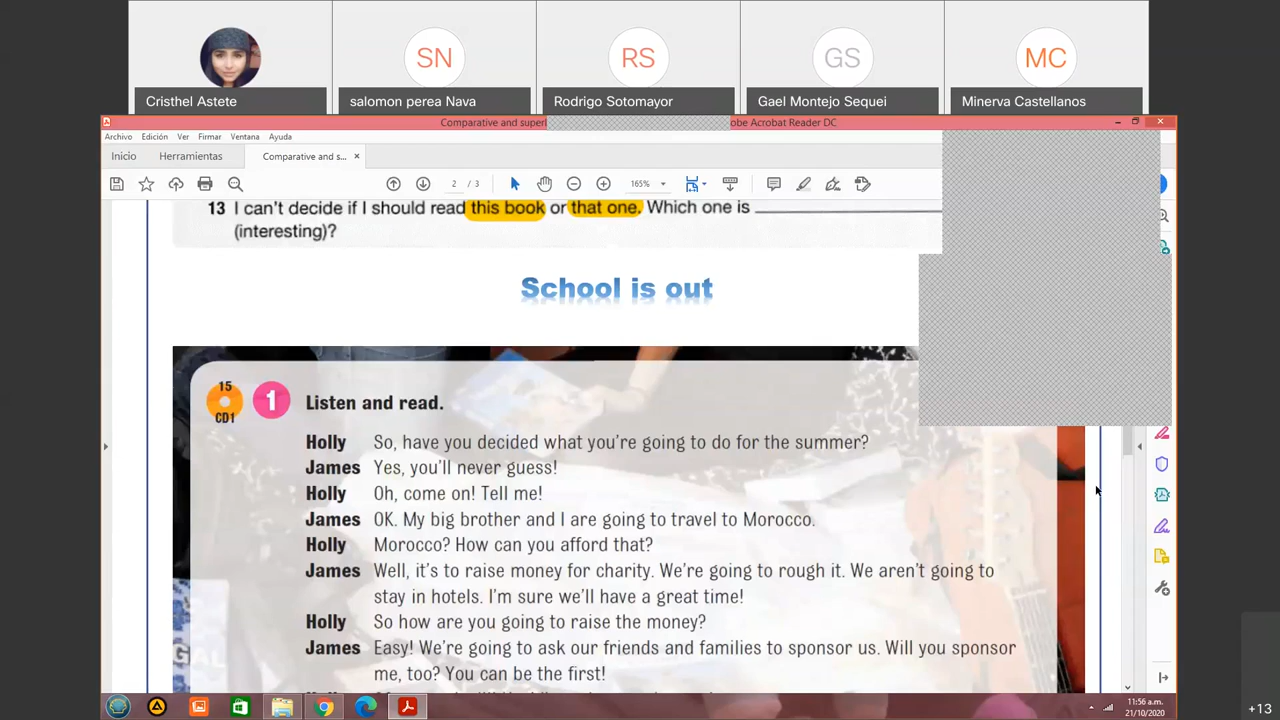 SN
RS
GS
MC
Cristhel Astete
salomon perea Nava
Rodrigo Sotomayor
Gael Montejo Sequei
Minerva Castellanos
Comparative and superl
obe Acrobat Reader DC
Archivo Edición Ver Firmar Ventana Ayuda
Inicio Herramientas Comparative and s... ×
2 / 3 165%
13 I can't decide if I should read this book or that one. Which one is
(interesting)?
School is out
15
CD1
1 Listen and read.
Holly So, have you decided what you're going to do for the summer?
James Yes, you'll never guess!
Holly Oh, come on! Tell me!
James OK. My big brother and I are going to travel to Morocco.
Holly Morocco? How can you afford that?
James Well, it's to raise money for charity. We're going to rough it. We aren't going to
stay in hotels. I'm sure we'll have a great time!
Holly So how are you going to raise the money?
James Easy! We're going to ask our friends and families to sponsor us. Will you sponsor
me, too? You can be the first!
11:56 a.m.
21/10/2020
+13